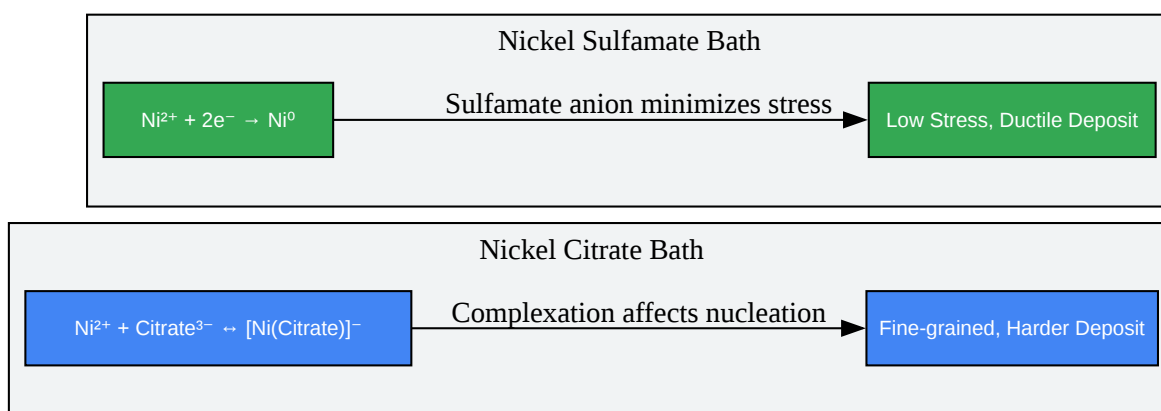 Nickel Sulfamate Bath
Ni²⁺ + 2e⁻ → Ni⁰
Sulfamate anion minimizes stress
Low Stress, Ductile Deposit
Nickel Citrate Bath
Ni²⁺ + Citrate³⁻ ↔ [Ni(Citrate)]⁻
Complexation affects nucleation
Fine-grained, Harder Deposit